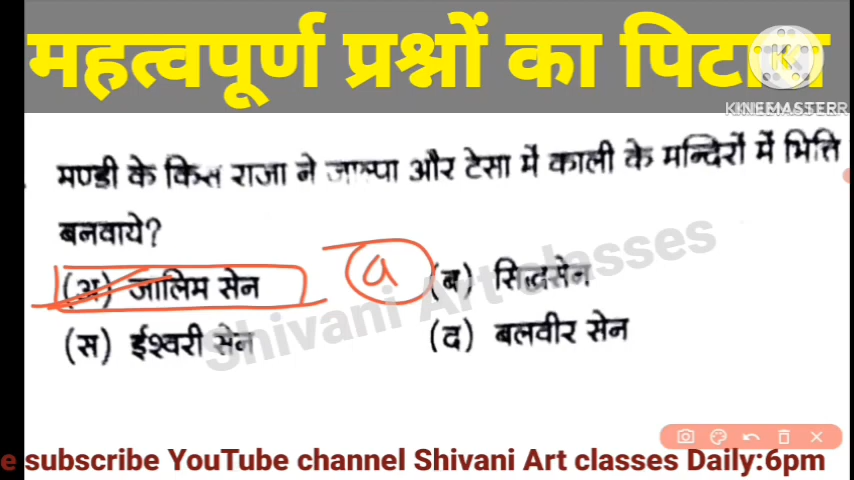 महत्वपूर्ण प्रश्नों का
KINEMASTER
मण्डी के किस राजा ने जाल्पा और टेसा में काली के मन्दिरों में भित्ति
बनवाये?
(अ) जालिम सेन
a
(ब) सिद्धसेन
(स) ईश्वरी सेन
(द) बलवीर सेन
Shivani Art classes
e subscribe YouTube channel Shivani Art classes Daily:6pm